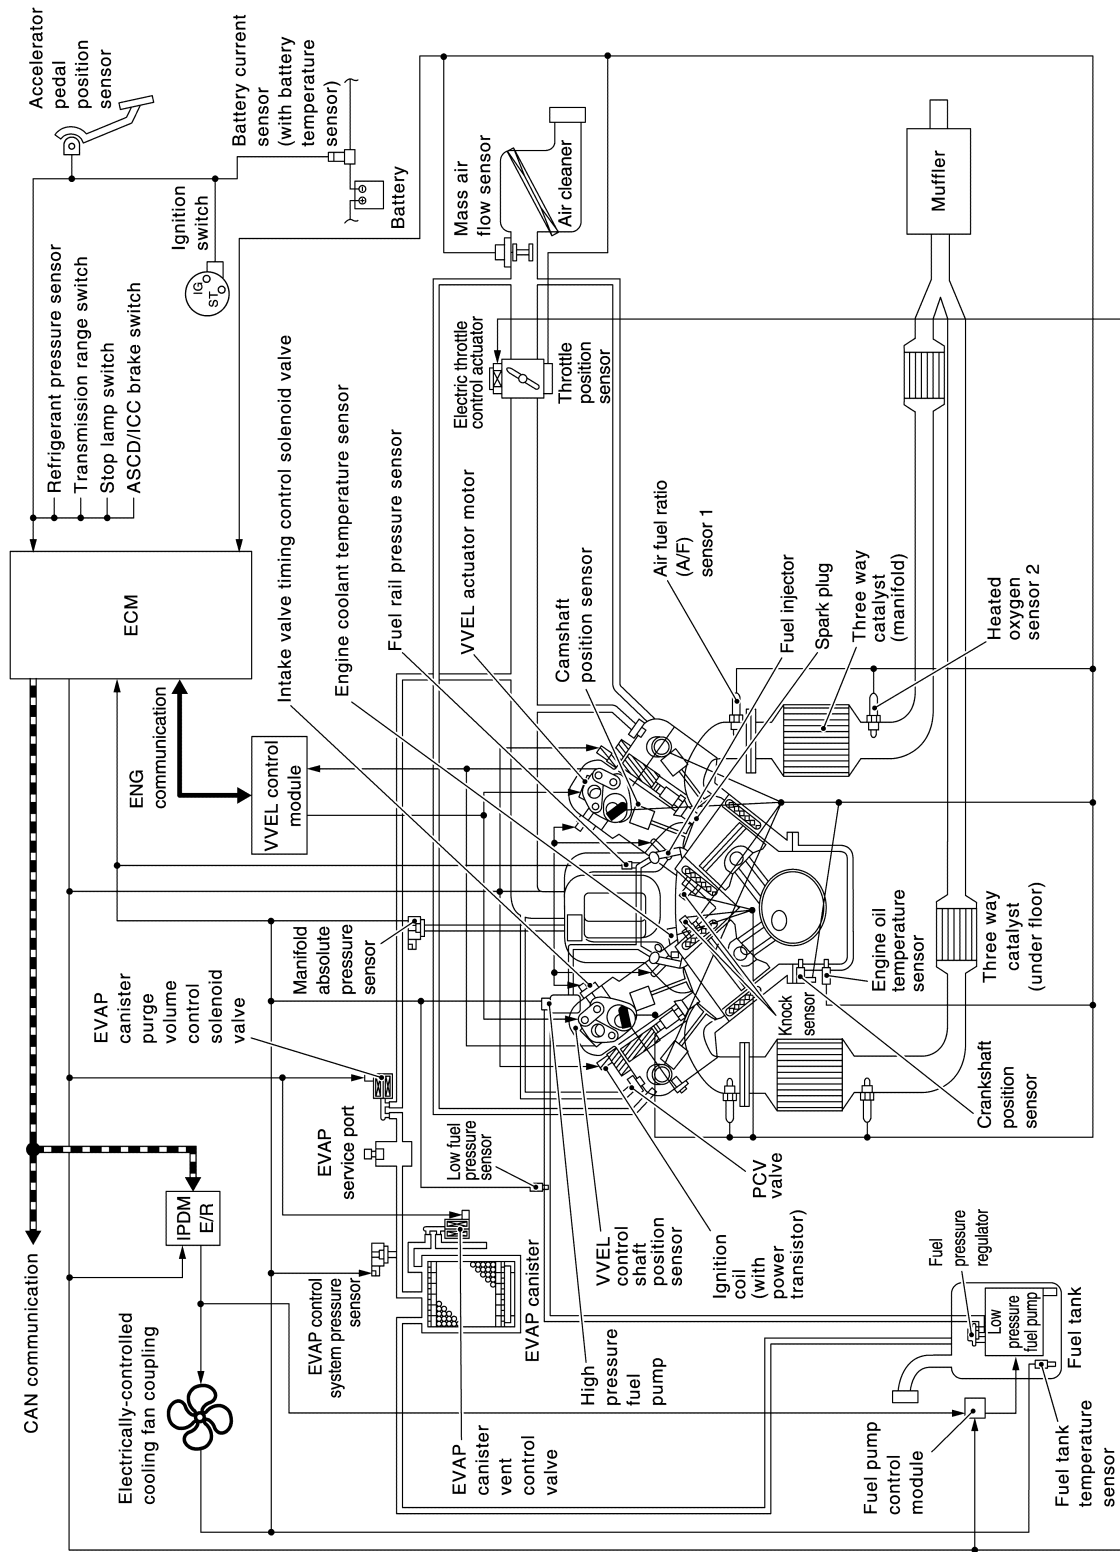 CAN communication
Electrically-controlled
cooling fan coupling
IPDM
E/R
EVAP
canister
purge
volume
control
solenoid
valve
EVAP
service port
EVAP control
system pressure
sensor
EVAP
canister
vent
control
valve
EVAP canister
Low fuel
pressure
sensor
High
pressure
fuel
pump
VVEL
control
shaft
position
sensor
Ignition
coil (with
power
transistor)
PCV
valve
Fuel
pressure
regulator
Low
pressure
fuel pump
Fuel tank
Fuel pump
control
module
Fuel tank
temperature
sensor
Manifold
absolute
pressure
sensor
ENG
communication
VVEL control
module
ECM
Refrigerant pressure sensor
Transmission range switch
Stop lamp switch
ASCD/ICC brake switch
Accelerator
pedal
position
sensor
Ignition
switch
IG
ST
Battery current
sensor
(with battery
temperature
sensor)
Battery
Mass air
flow sensor
Air cleaner
Electric throttle
control actuator
Throttle
position
sensor
Intake valve timing control solenoid valve
Engine coolant temperature sensor
Fuel rail pressure sensor
VVEL actuator motor
Camshaft
position sensor
Air fuel ratio
(A/F)
sensor 1
Fuel injector
Spark plug
Three way
catalyst
(manifold)
Heated
oxygen
sensor 2
Muffler
Knock
sensor
Engine oil
temperature
sensor
Crankshaft
position
sensor
Three way
catalyst
(under floor)